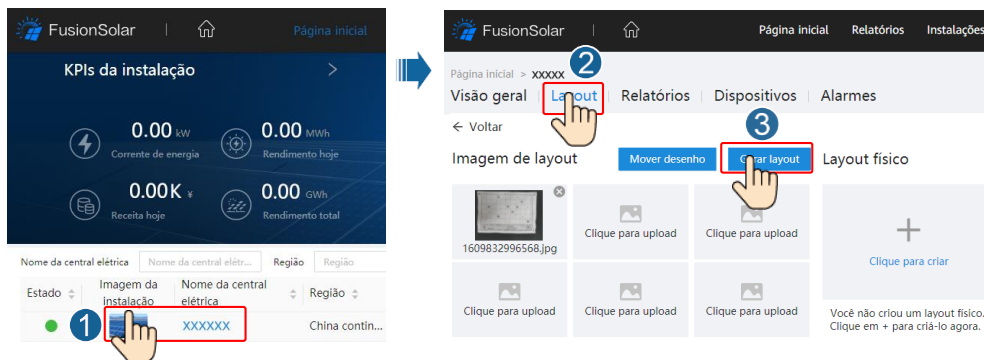 FusionSolar
Página inicial
KPIs da instalação
>
0.00 kW
Corrente de energia
0.00 MWh
Rendimento hoje
0.00K ¥
Receita hoje
0.00 GWh
Rendimento total
Nome da central elétrica
Nome da central elétr...
Região
Região
Estado
Imagem da instalação
Nome da central elétrica
Região
1
XXXXXX
China contin...
FusionSolar
Página inicial
Relatórios
Instalações
Página inicial > xxxxx
2
Visão geral
Layout
Relatórios
Dispositivos
Alarmes
← Voltar
3
Imagem de layout
Mover desenho
Gerar layout
Layout físico
1609832996568.jpg
Clique para upload
Clique para upload
Clique para criar
Clique para upload
Clique para upload
Clique para upload
Você não criou um layout físico.
Clique em + para criá-lo agora.